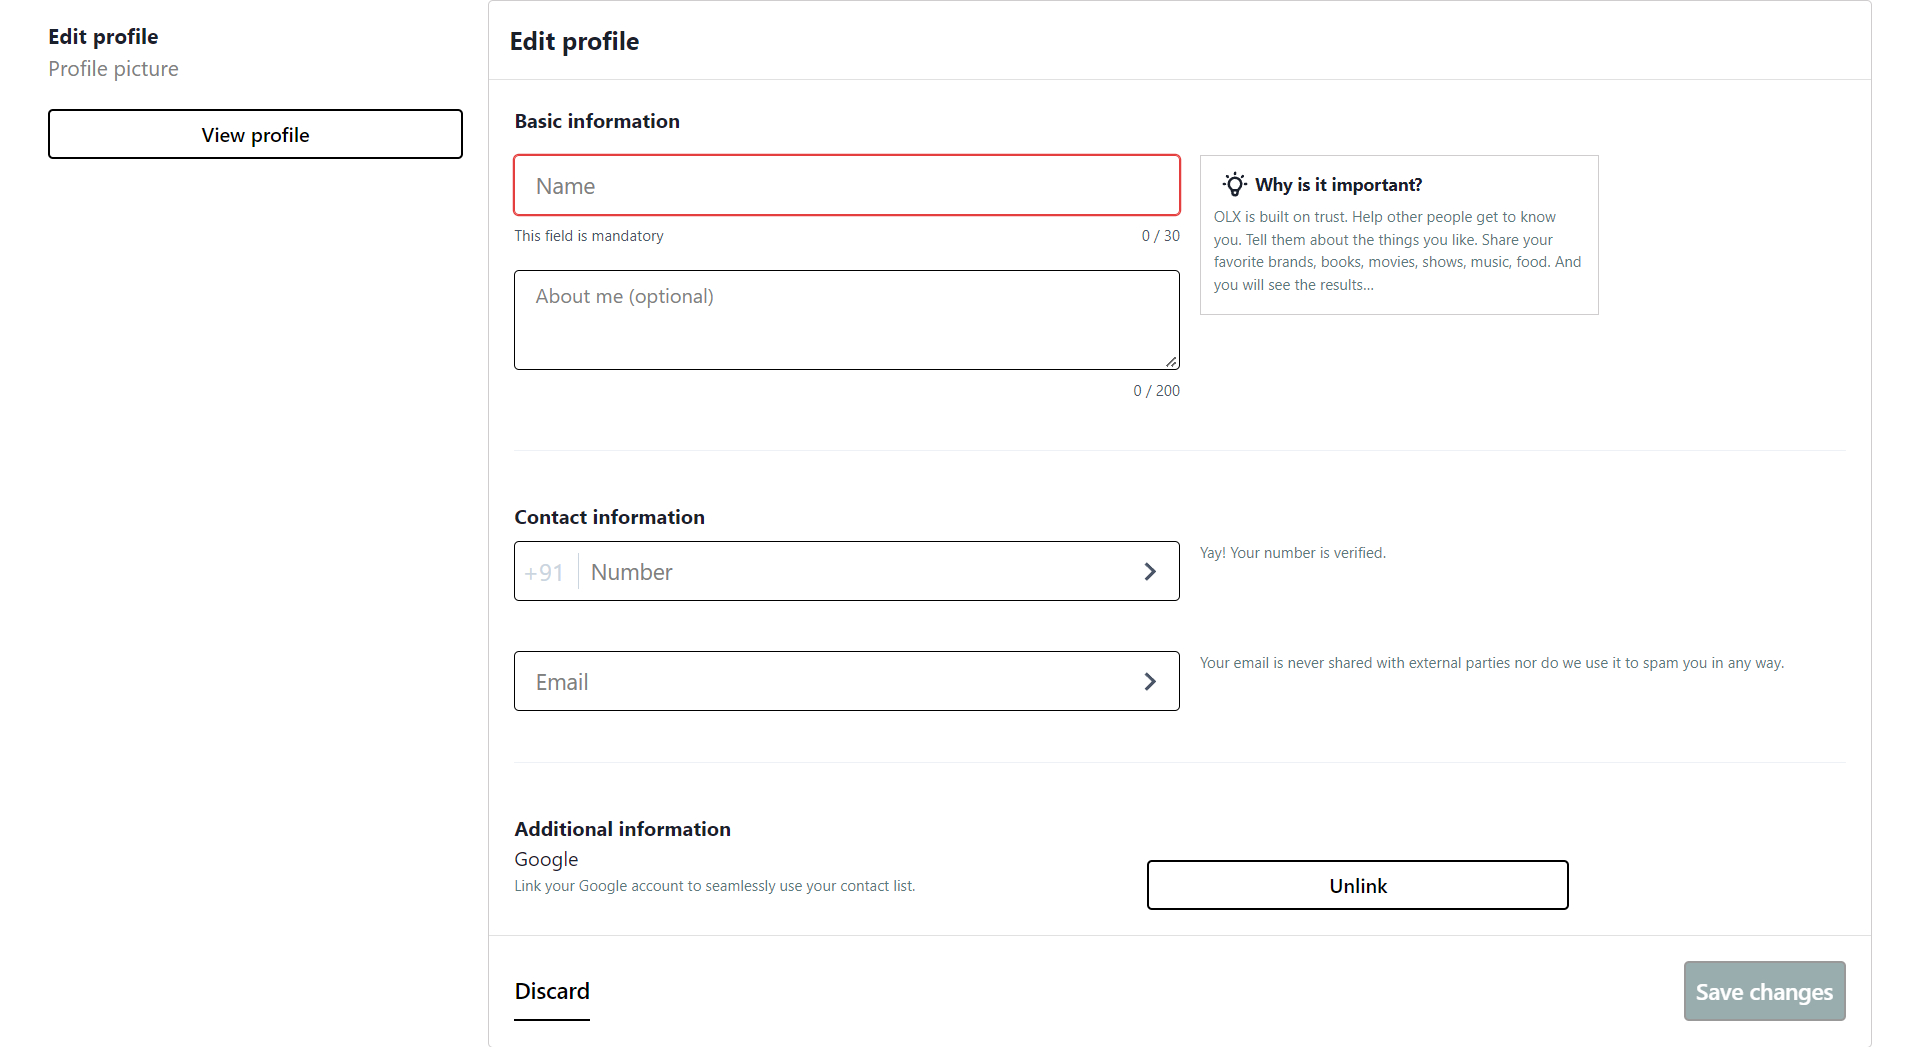 Edit profile
Profile picture
View profile
Edit profile
Basic information
Name
This field is mandatory
0 / 30
About me (optional)
0 / 200
Why is it important?
OLX is built on trust. Help other people get to know
you. Tell them about the things you like. Share your
favorite brands, books, movies, shows, music, food. And
you will see the results...
Contact information
+91 Number
Yay! Your number is verified.
Email
Your email is never shared with external parties nor do we use it to spam you in any way.
Additional information
Google
Link your Google account to seamlessly use your contact list.
Unlink
Discard
Save changes